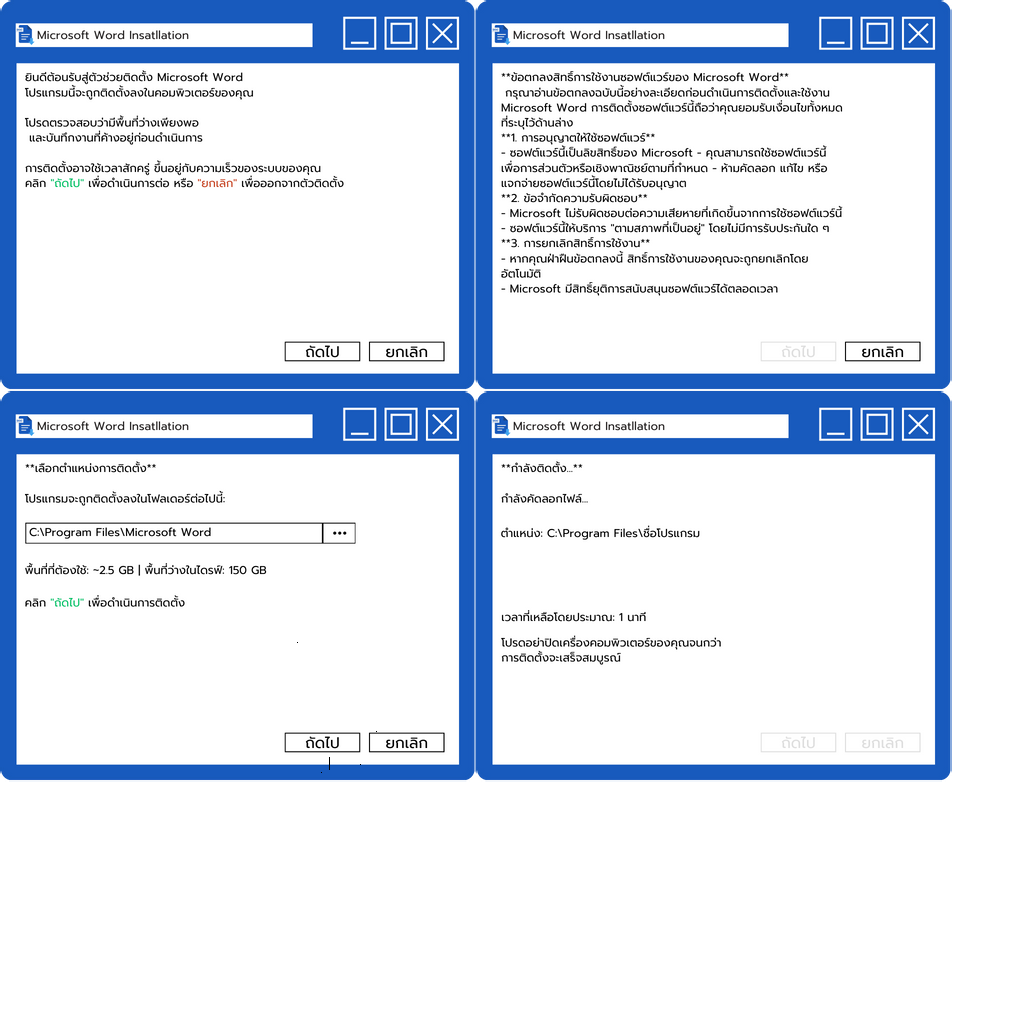 Microsoft Word Insatllation
ยินดีต้อนรับสู่ตัวช่วยติดตั้ง Microsoft Word
โปรแกรมนี้จะถูกติดตั้งลงในคอมพิวเตอร์ของคุณ
โปรดตรวจสอบว่ามีพื้นที่ว่างเพียงพอ
และบันทึกงานที่ค้างอยู่ก่อนดำเนินการ
การติดตั้งอาจใช้เวลาสักครู่ ขึ้นอยู่กับความเร็วของระบบของคุณ
คลิก "ถัดไป" เพื่อดำเนินการต่อ หรือ "ยกเลิก" เพื่อออกจากตัวติดตั้ง
ถัดไป ยกเลิก
Microsoft Word Insatllation
**ข้อตกลงสิทธิ์การใช้งานซอฟต์แวร์ของ Microsoft Word**
กรุณาอ่านข้อตกลงฉบับนี้อย่างละเอียดก่อนดำเนินการติดตั้งและใช้งาน
Microsoft Word การติดตั้งซอฟต์แวร์นี้ถือว่าคุณยอมรับเงื่อนไขทั้งหมด
ที่ระบุไว้ด้านล่าง
**1. การอนุญาตให้ใช้ซอฟต์แวร์**
- ซอฟต์แวร์นี้เป็นลิขสิทธิ์ของ Microsoft - คุณสามารถใช้ซอฟต์แวร์นี้
เพื่อการส่วนตัวหรือเชิงพาณิชย์ตามที่กำหนด - ห้ามคัดลอก แก้ไข หรือ
แจกจ่ายซอฟต์แวร์นี้โดยไม่ได้รับอนุญาต
**2. ข้อจำกัดความรับผิดชอบ**
- Microsoft ไม่รับผิดชอบต่อความเสียหายที่เกิดขึ้นจากการใช้ซอฟต์แวร์นี้
- ซอฟต์แวร์นี้ให้บริการ "ตามสภาพที่เป็นอยู่" โดยไม่มีการรับประกันใด ๆ
**3. การยกเลิกสิทธิ์การใช้งาน**
- หากคุณฝ่าฝืนข้อตกลงนี้ สิทธิ์การใช้งานของคุณจะถูกยกเลิกโดย
อัตโนมัติ
- Microsoft มีสิทธิ์ยุติการสนับสนุนซอฟต์แวร์ได้ตลอดเวลา
ถัดไป ยกเลิก
Microsoft Word Insatllation
**เลือกตำแหน่งการติดตั้ง**
โปรแกรมจะถูกติดตั้งลงในโฟลเดอร์ต่อไปนี้:
C:\Program Files\Microsoft Word •••
พื้นที่ที่ต้องใช้: ~2.5 GB | พื้นที่ว่างในไดรฟ์: 150 GB
คลิก "ถัดไป" เพื่อดำเนินการติดตั้ง
ถัดไป ยกเลิก
Microsoft Word Insatllation
**กำลังติดตั้ง...**
กำลังคัดลอกไฟล์...
ตำแหน่ง: C:\Program Files\ชื่อโปรแกรม
เวลาที่เหลือโดยประมาณ: 1 นาที
โปรดอย่าปิดเครื่องคอมพิวเตอร์ของคุณจนกว่า
การติดตั้งจะเสร็จสมบูรณ์
ถัดไป ยกเลิก